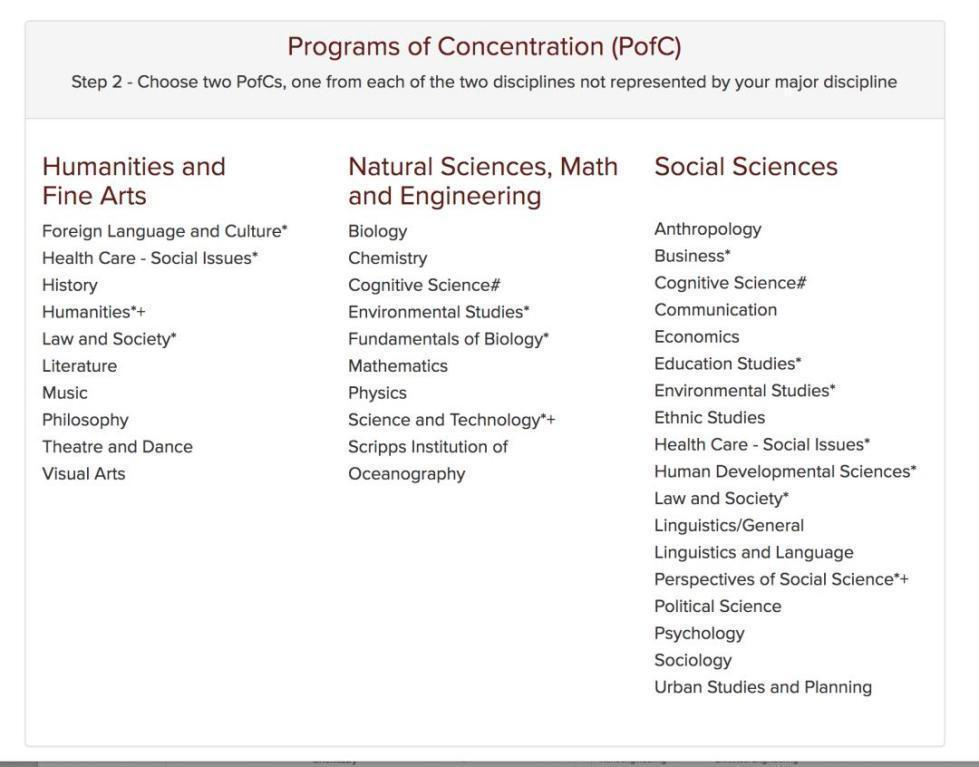 Programs of Concentration (PofC)
Step 2 - Choose two PofCs, one from each of the two disciplines not represented by your major discipline
Humanities and
Fine Arts
Foreign Language and Culture*
Health Care - Social Issues*
History
Humanities*+
Law and Society*
Literature
Music
Philosophy
Theatre and Dance
Visual Arts
Natural Sciences, Math
and Engineering
Biology
Chemistry
Cognitive Science#
Environmental Studies*
Fundamentals of Biology*
Mathematics
Physics
Science and Technology*+
Scripps Institution of
Oceanography
Social Sciences
Anthropology
Business*
Cognitive Science#
Communication
Economics
Education Studies*
Environmental Studies*
Ethnic Studies
Health Care - Social Issues*
Human Developmental Sciences*
Law and Society*
Linguistics/General
Linguistics and Language
Perspectives of Social Science*+
Political Science
Psychology
Sociology
Urban Studies and Planning